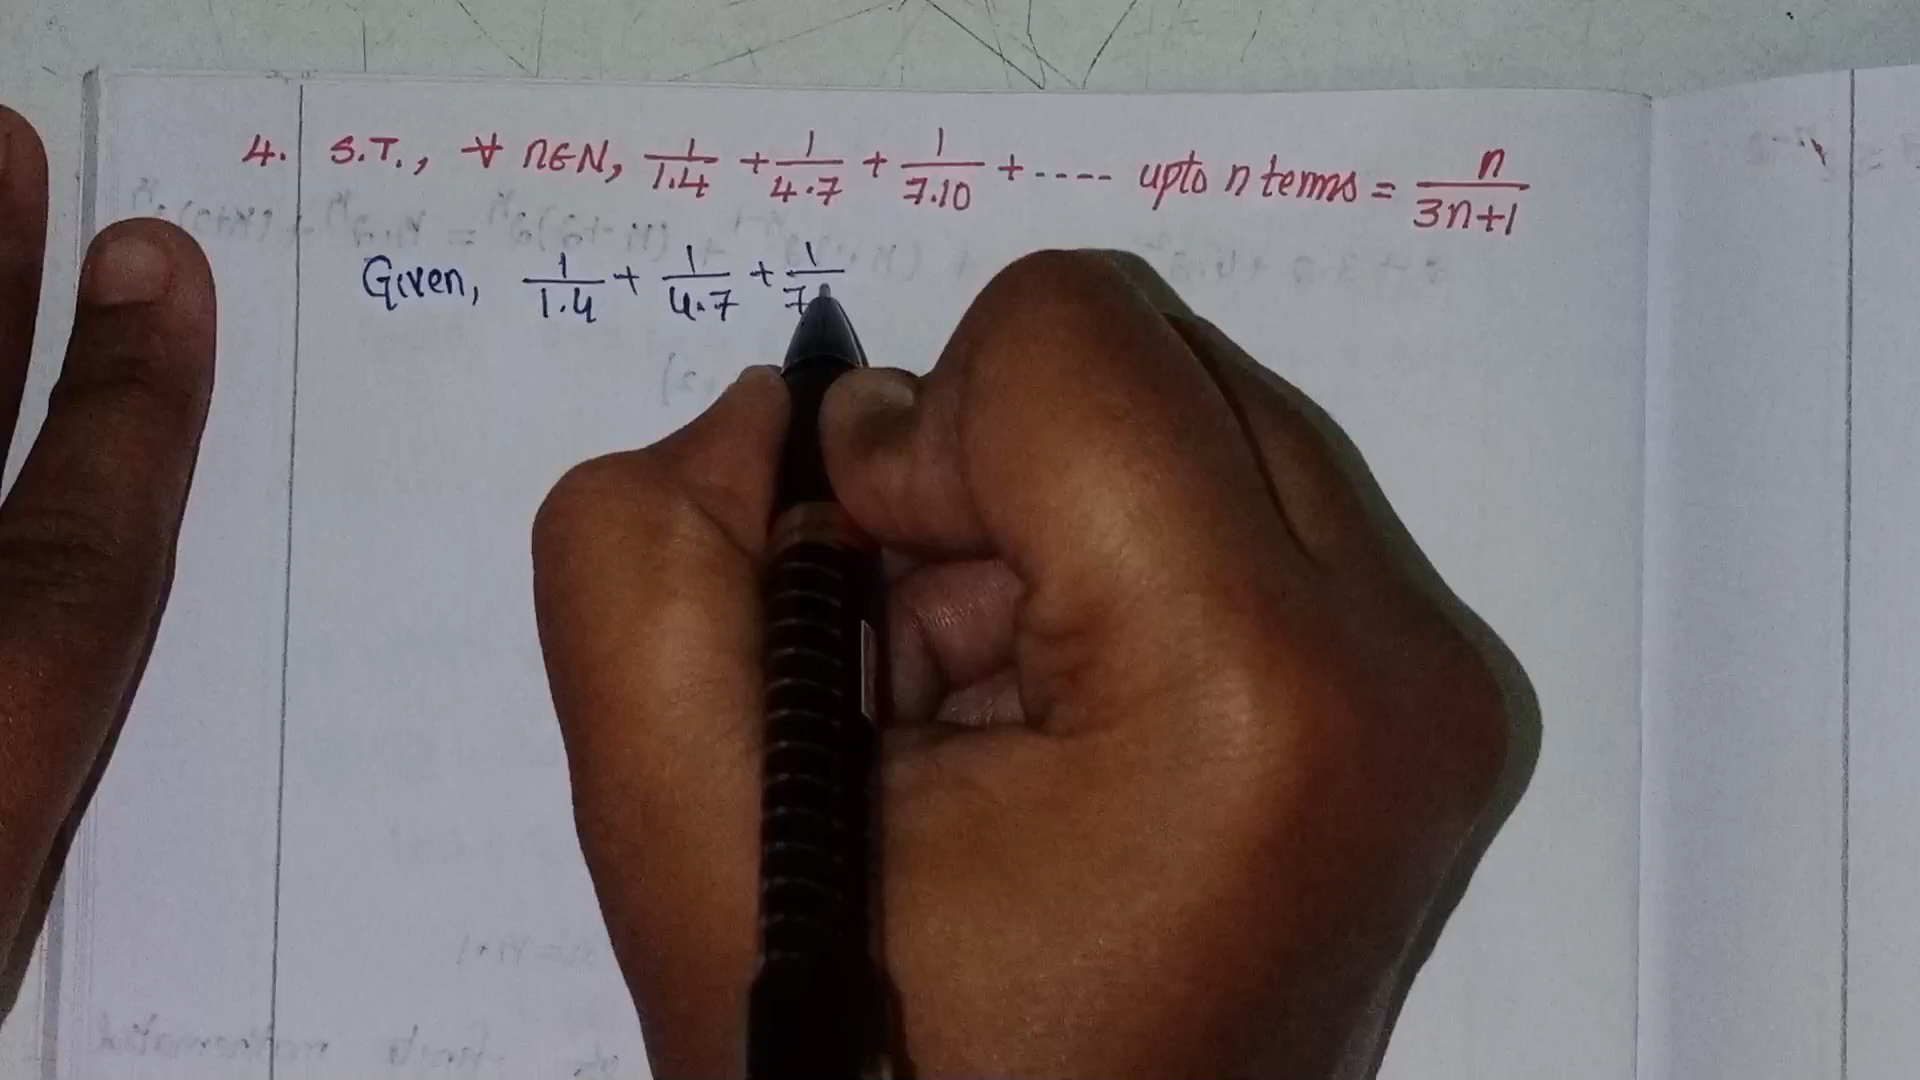 4. S.T., ∀ n∈N, 1/1.4 + 1/4.7 + 1/7.10 + ---- upto n terms = n/3n+1
Given, 1/1.4 + 1/4.7 + 1/7